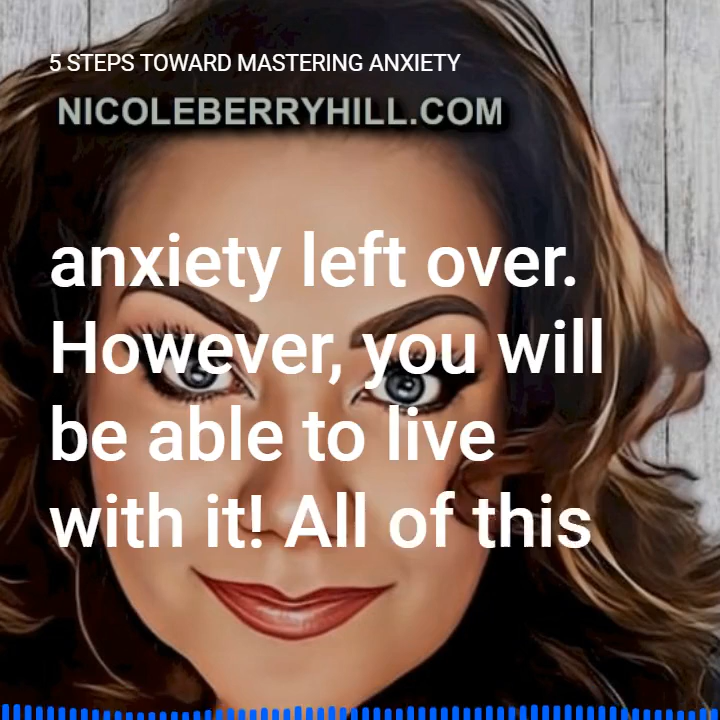 5 STEPS TOWARD MASTERING ANXIETY
NICOLEBERRYHILL.COM
anxiety left over.
However, you will
be able to live
with it! All of this